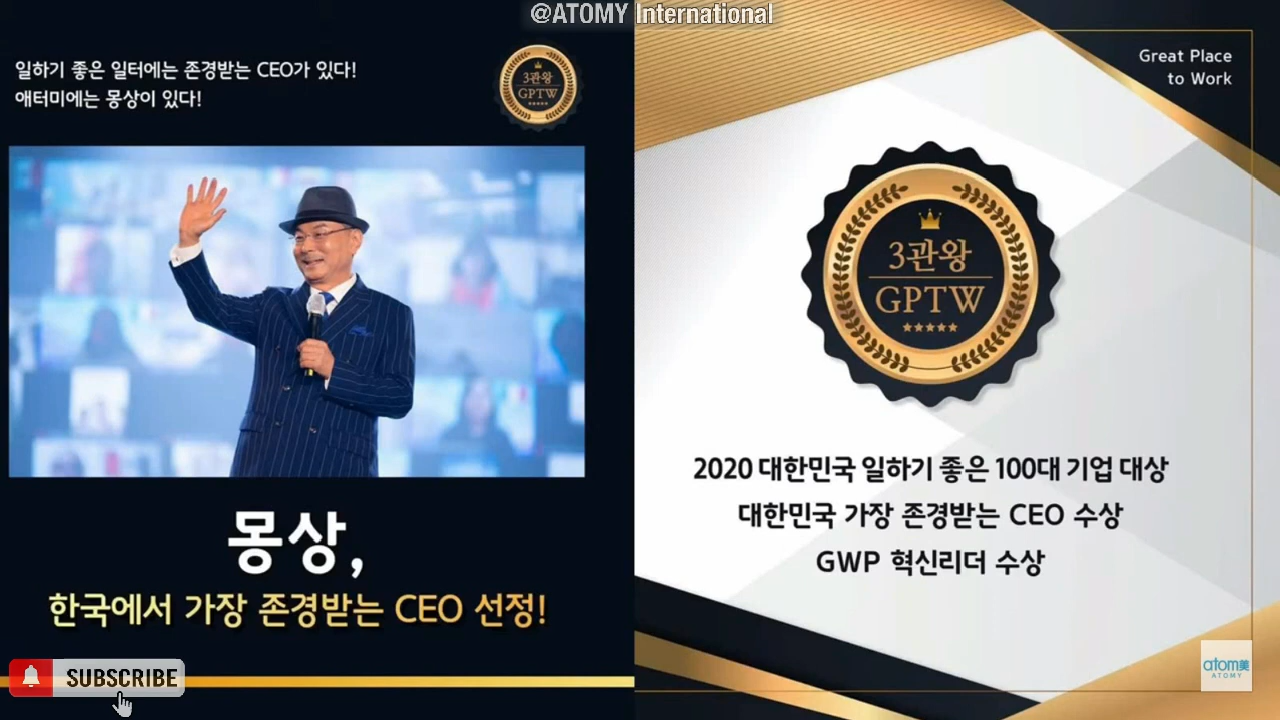 @ATOMY International
일하기 좋은 일터에는 존경받는 CEO가 있다!
애터미에는 몽상이 있다!
3관왕
GPTW
몽상,
한국에서 가장 존경받는 CEO 선정!
SUBSCRIBE
Great Place
to Work
3관왕
GPTW
2020 대한민국 일하기 좋은 100대 기업 대상
대한민국 가장 존경받는 CEO 수상
GWP 혁신리더 수상
atom美
ATOMY